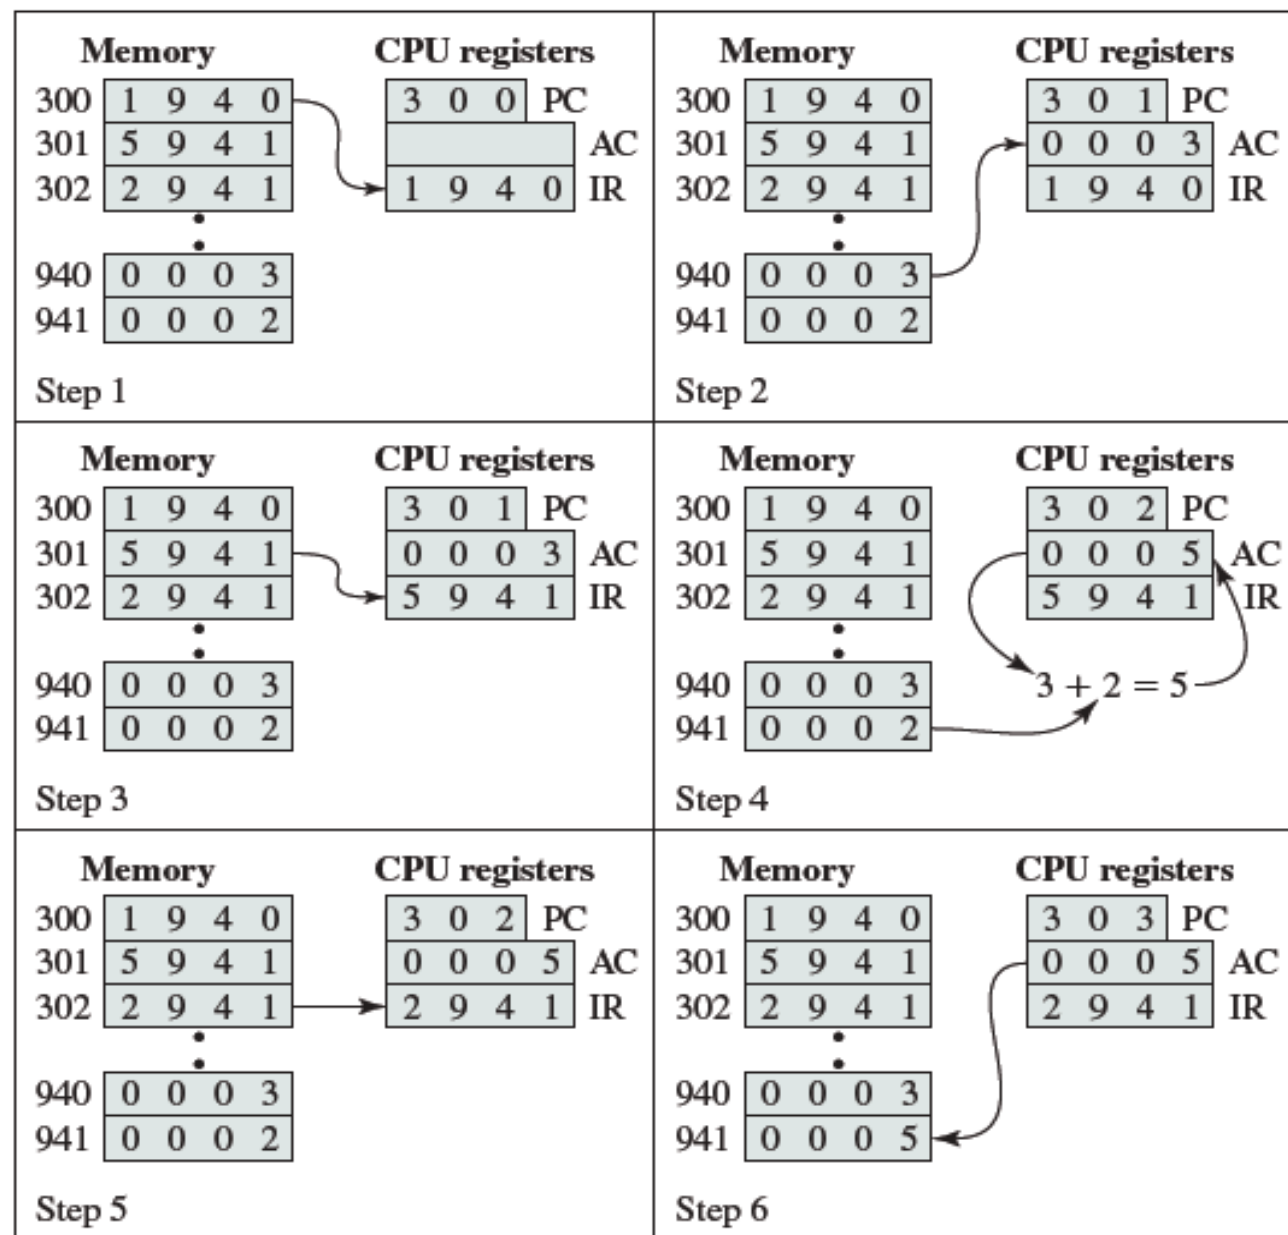 Memory CPU registers
300 1 9 4 0 3 0 0 PC
301 5 9 4 1 AC
302 2 9 4 1 1 9 4 0 IR
940 0 0 0 3
941 0 0 0 2
Step 1
Memory CPU registers
300 1 9 4 0 3 0 1 PC
301 5 9 4 1 0 0 0 3 AC
302 2 9 4 1 1 9 4 0 IR
940 0 0 0 3
941 0 0 0 2
Step 2
Memory CPU registers
300 1 9 4 0 3 0 1 PC
301 5 9 4 1 0 0 0 3 AC
302 2 9 4 1 5 9 4 1 IR
940 0 0 0 3
941 0 0 0 2
Step 3
Memory CPU registers
300 1 9 4 0 3 0 2 PC
301 5 9 4 1 0 0 0 5 AC
302 2 9 4 1 5 9 4 1 IR
940 0 0 0 3 3 + 2 = 5
941 0 0 0 2
Step 4
Memory CPU registers
300 1 9 4 0 3 0 2 PC
301 5 9 4 1 0 0 0 5 AC
302 2 9 4 1 2 9 4 1 IR
940 0 0 0 3
941 0 0 0 2
Step 5
Memory CPU registers
300 1 9 4 0 3 0 3 PC
301 5 9 4 1 0 0 0 5 AC
302 2 9 4 1 2 9 4 1 IR
940 0 0 0 3
941 0 0 0 5
Step 6